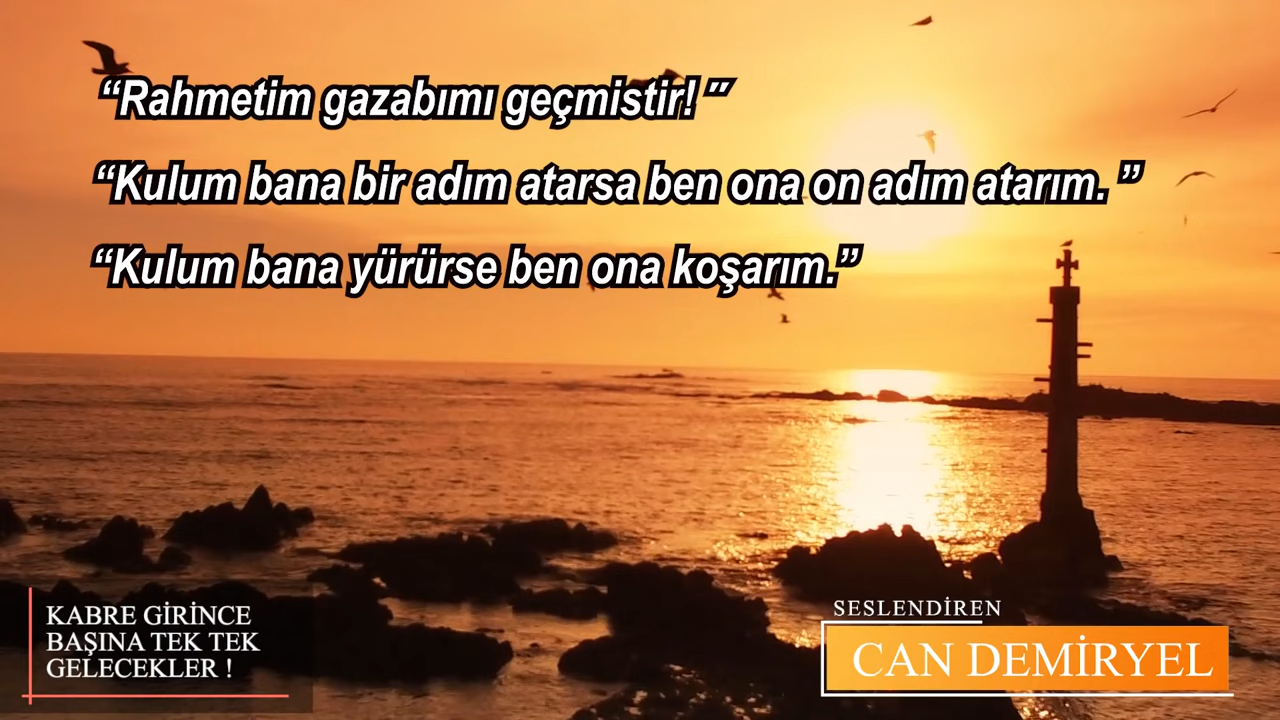 “Rahmetim gazabımı geçmistir! ”
“Kulum bana bir adım atarsa ben ona on adım atarım. ”
“Kulum bana yürürse ben ona koşarım.”
KABRE GİRİNCE
BAŞINA TEK TEK
GELECEKLER !
SESLENDİREN
CAN DEMİRYEL